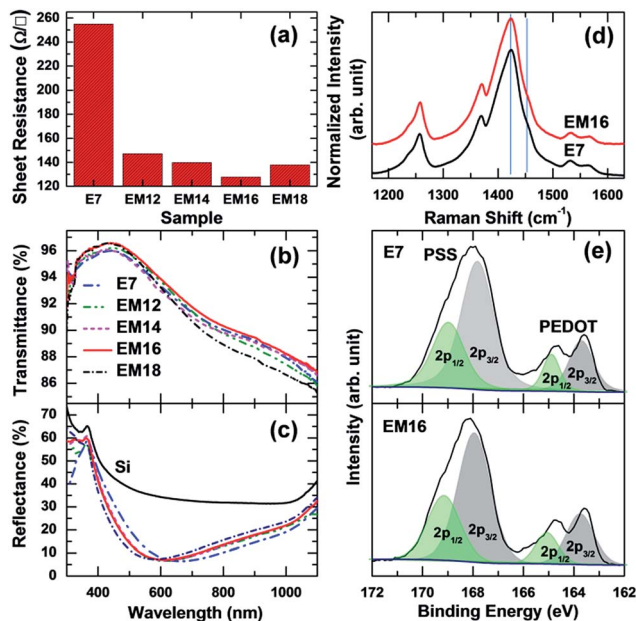 Sheet Resistance (Ω/□)
260
240
220
200
180
160
140
120
(a)
E7 EM12 EM14 EM16 EM18
Sample
Normalized Intensity
(arb. unit)
(d)
EM16
E7
1200 1300 1400 1500 1600
Raman Shift (cm⁻¹)
Transmittance (%)
96
94
92
90
88
86
(b)
E7
EM12
EM14
EM16
EM18
Reflectance (%)
70
60
50
40
30
20
10
0
(c)
Si
400 600 800 1000
Wavelength (nm)
Intensity (arb. unit)
E7 PSS (e)
PEDOT
2p1/2 2p3/2 2p1/2 2p3/2
EM16
2p1/2 2p3/2 2p1/2 2p3/2
172 170 168 166 164 162
Binding Energy (eV)